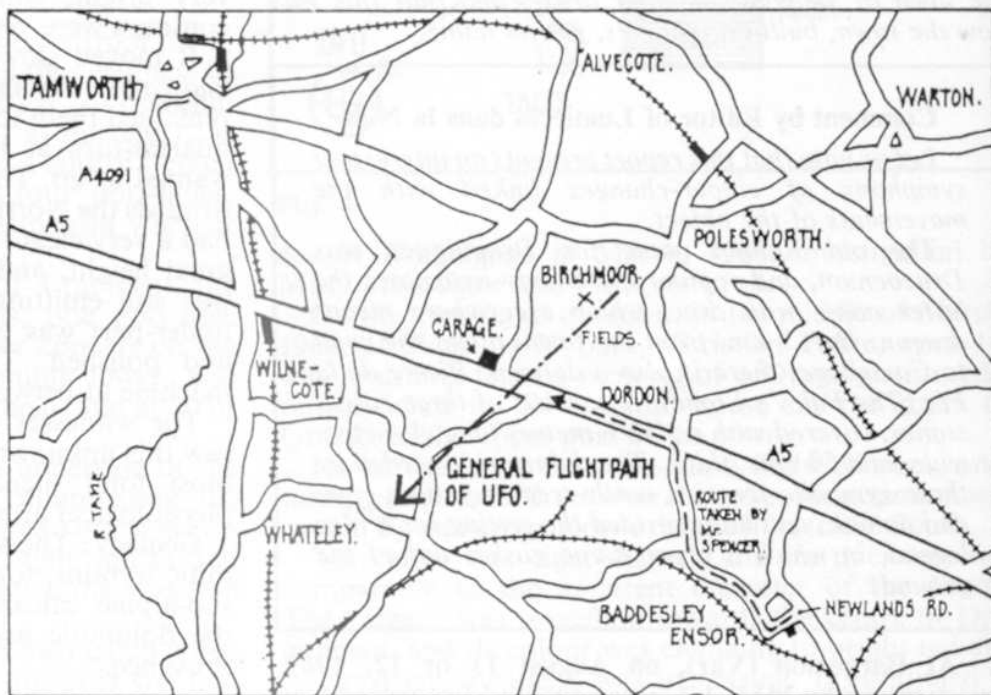 TAMWORTH
A4091
A5
ALVECOTE.
WARTON.
POLESWORTH.
BIRCHMOOR
GARAGE.
FIELDS
WILNE-
COTE.
DORDON.
GENERAL FLIGHTPATH
OF UFO.
A5
ROUTE
TAKEN BY
Mr
SPENCER
R. TAME
WHATELEY.
BADDESLEY
ENSOR
NEWLANDS RD.